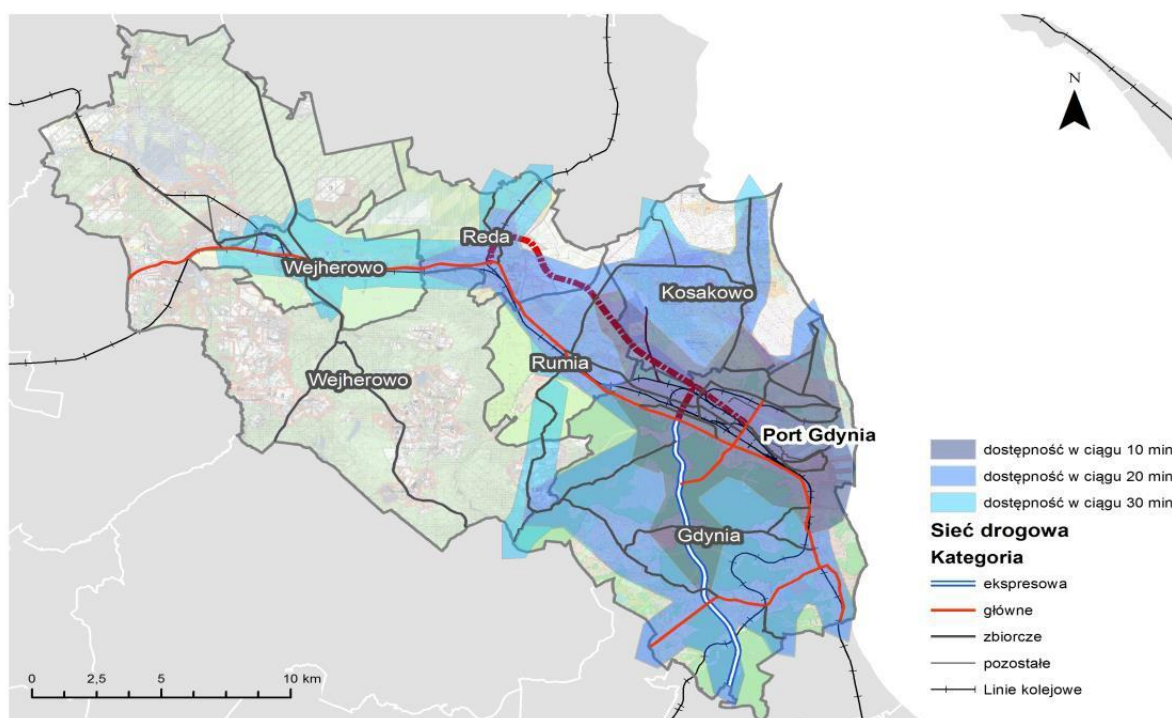 N
Reda
Wejherowo
Kosakowo
Rumia
Wejherowo
Port Gdynia
Gdynia
dostępność w ciągu 10 min
dostępność w ciągu 20 min
dostępność w ciągu 30 min
Sieć drogowa
Kategoria
ekspresowa
główne
zbiorcze
pozostałe
Linie kolejowe
0 2,5 5 10 km